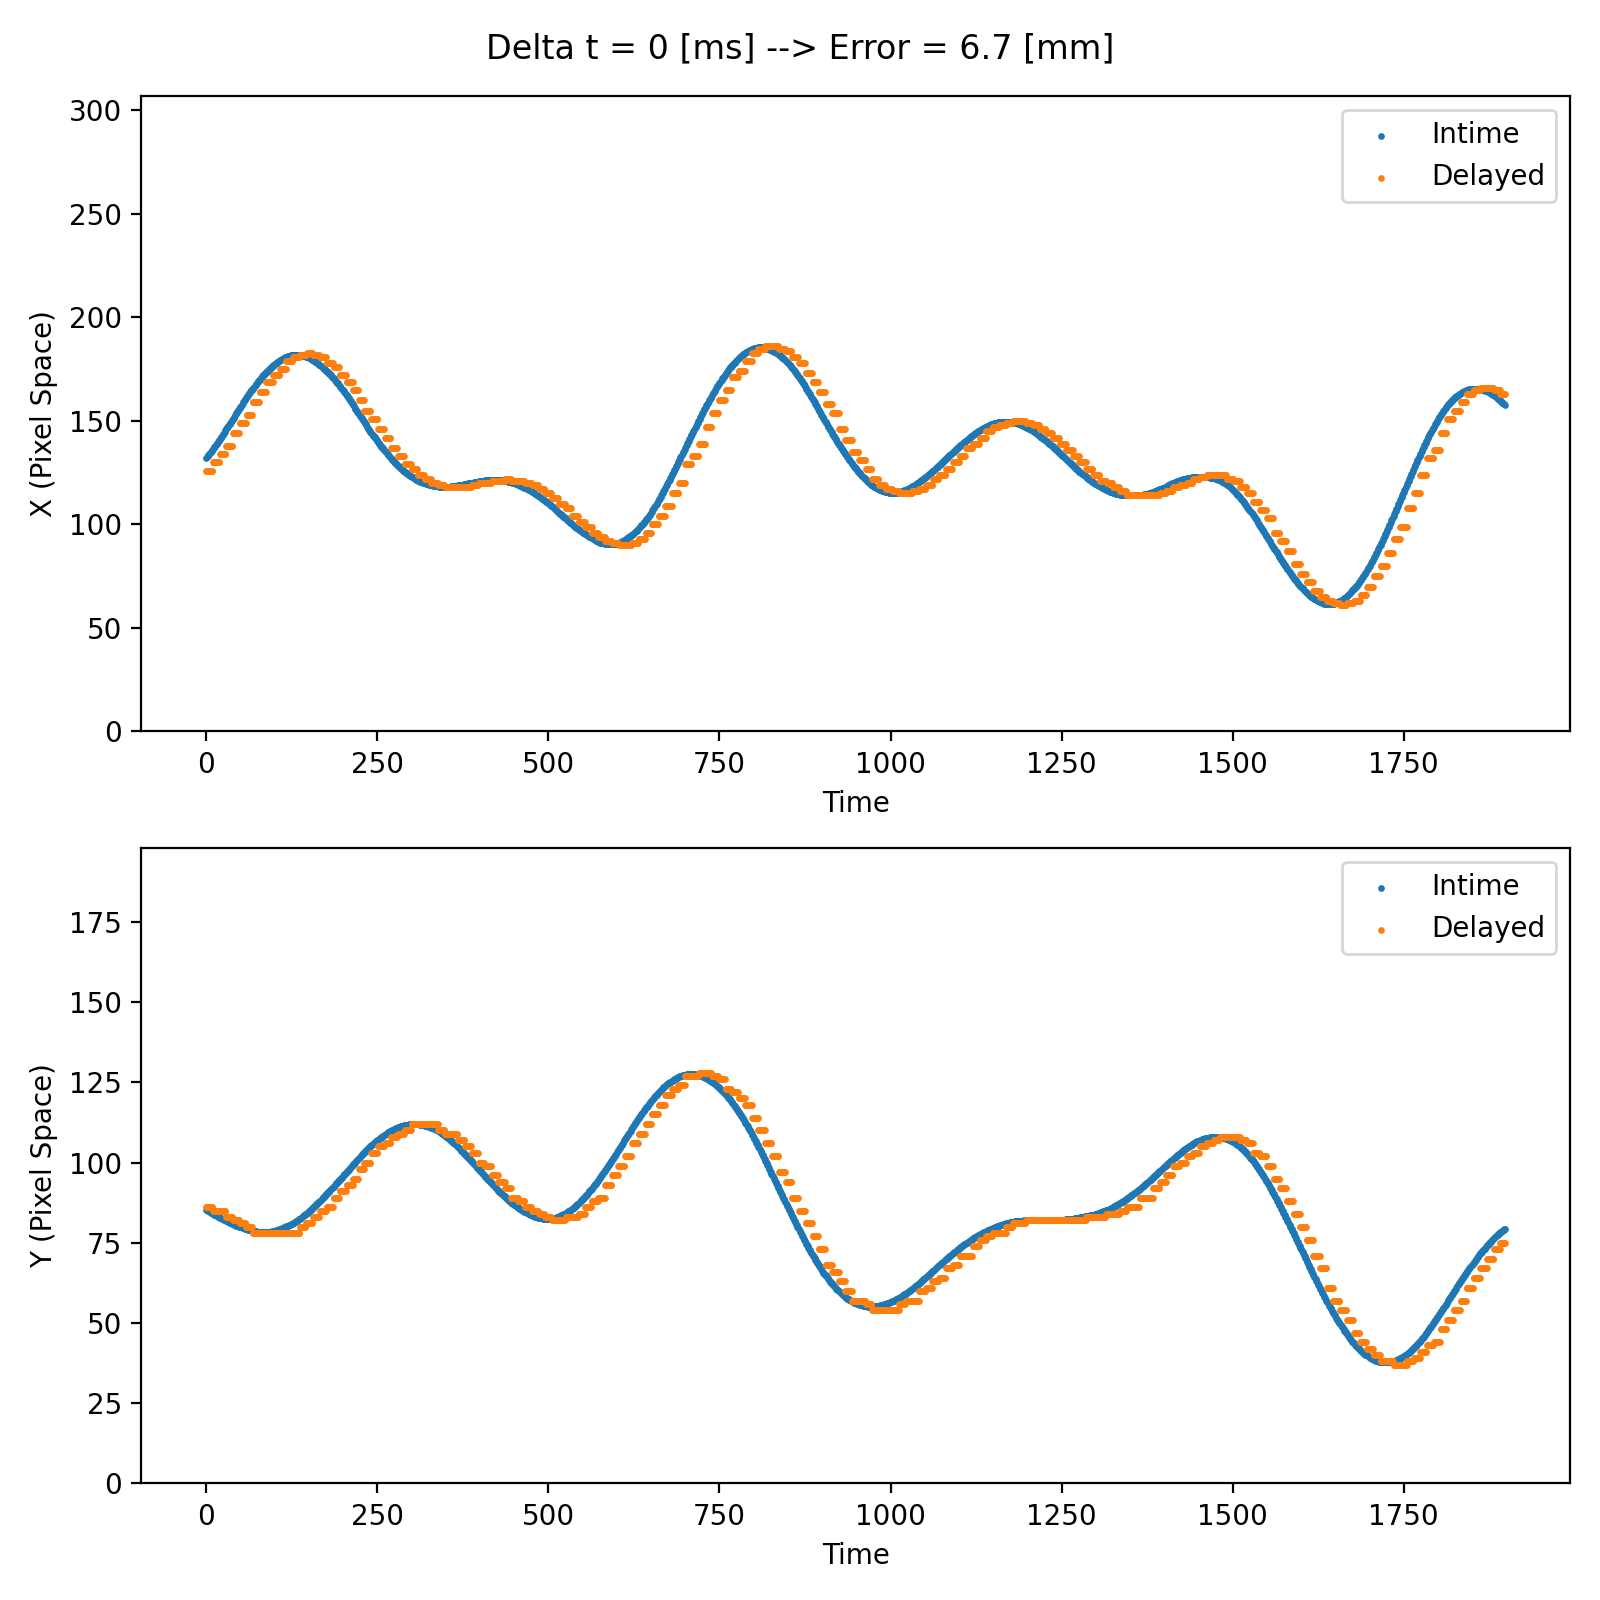 Delta t = 0 [ms] --> Error = 6.7 [mm]
300
250
200
150
100
50
0
X (Pixel Space)
Intime
Delayed
0 250 500 750 1000 1250 1500 1750
Time
175
150
125
100
75
50
25
0
Y (Pixel Space)
Intime
Delayed
0 250 500 750 1000 1250 1500 1750
Time